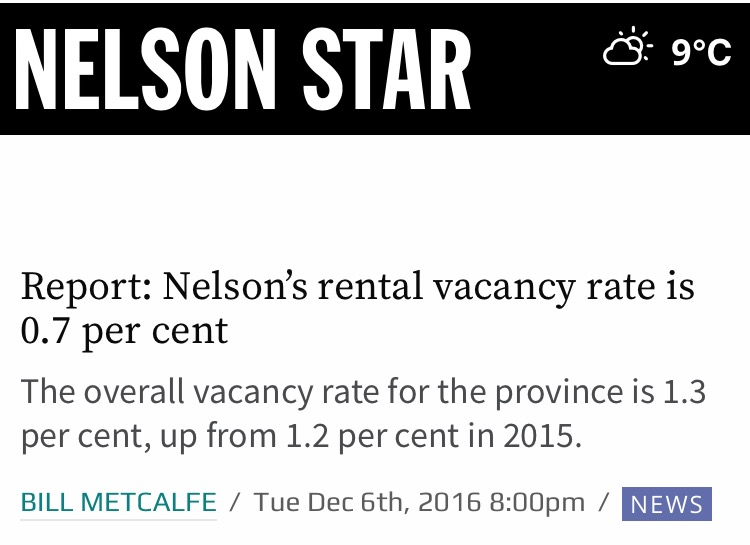 NELSON STAR
9°C
Report: Nelson’s rental vacancy rate is
0.7 per cent
The overall vacancy rate for the province is 1.3
per cent, up from 1.2 per cent in 2015.
BILL METCALFE / Tue Dec 6th, 2016 8:00pm / NEWS